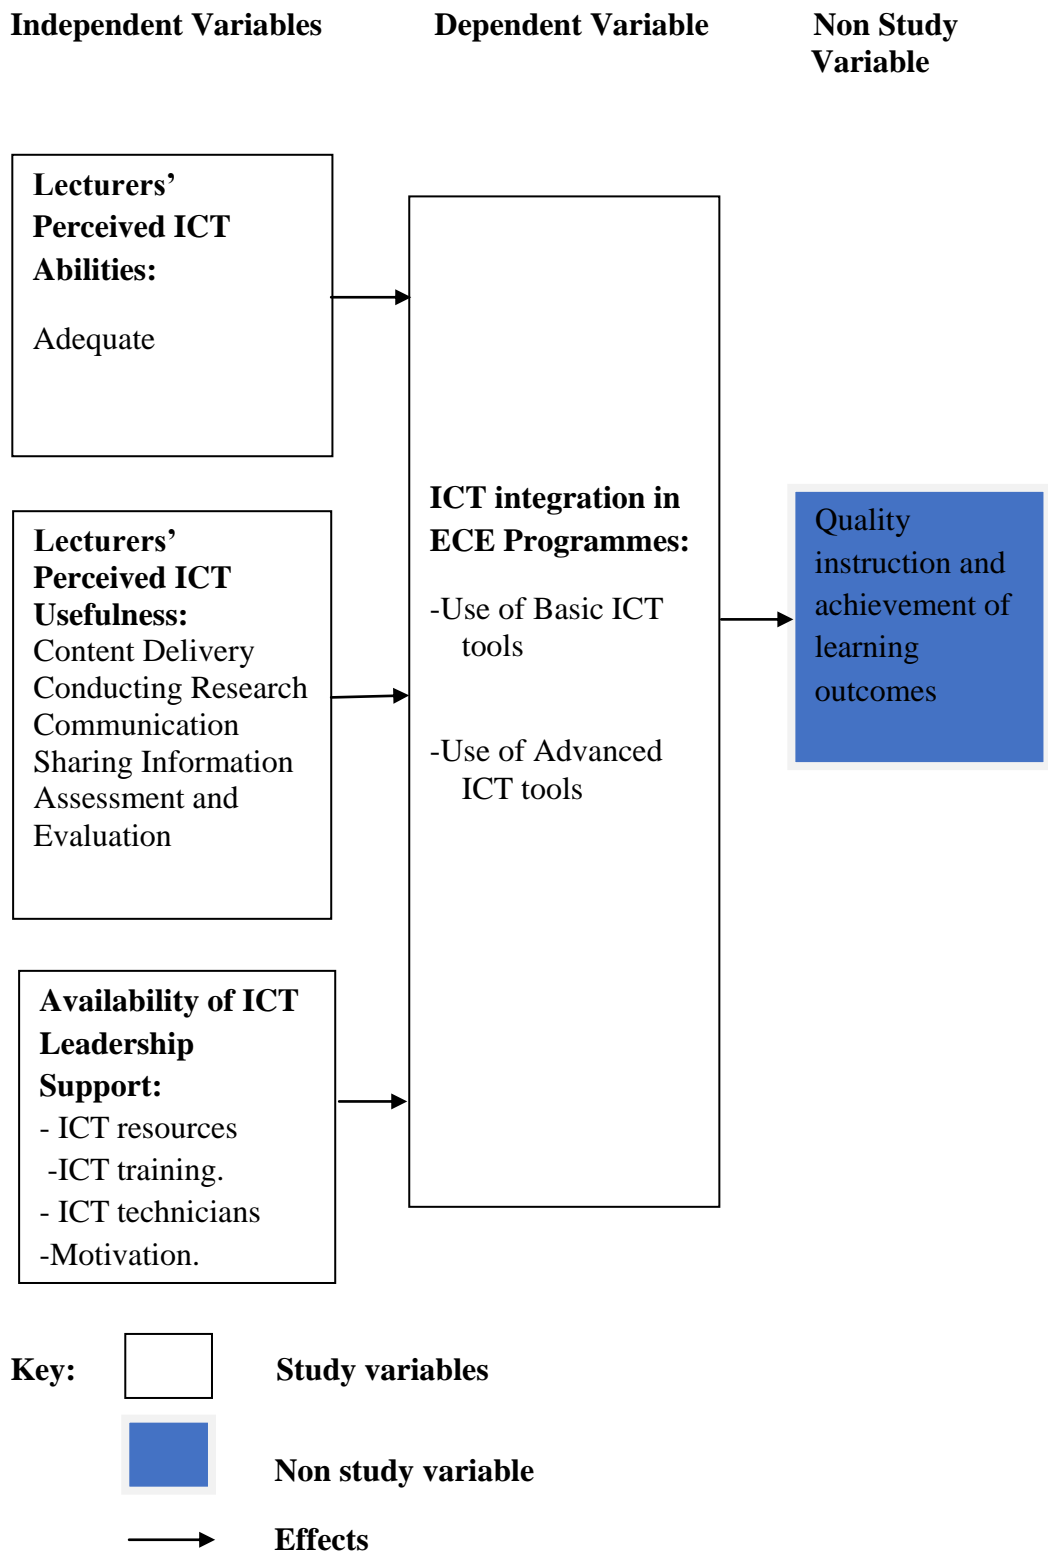 Independent Variables
Dependent Variable
Non Study
Variable
Lecturers’
Perceived ICT
Abilities:
Adequate
Lecturers’
Perceived ICT
Usefulness:
Content Delivery
Conducting Research
Communication
Sharing Information
Assessment and
Evaluation
Availability of ICT
Leadership
Support:
- ICT resources
-ICT training.
- ICT technicians
-Motivation.
ICT integration in
ECE Programmes:
-Use of Basic ICT
tools
-Use of Advanced
ICT tools
Quality
instruction and
achievement of
learning
outcomes
Key:
Study variables
Non study variable
Effects